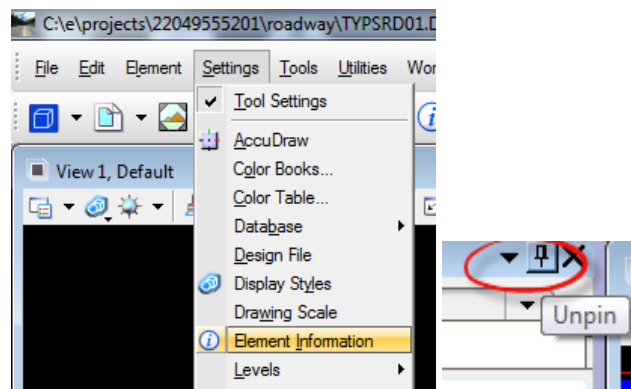 C:\e\projects\22049555201\roadway\TYPSRD01.D
File Edit Element Settings Tools Utilities Wor
Tool Settings
AccuDraw
View 1, Default
Color Books...
Color Table...
Database
Design File
Display Styles
Drawing Scale
Element Information
Levels
Unpin